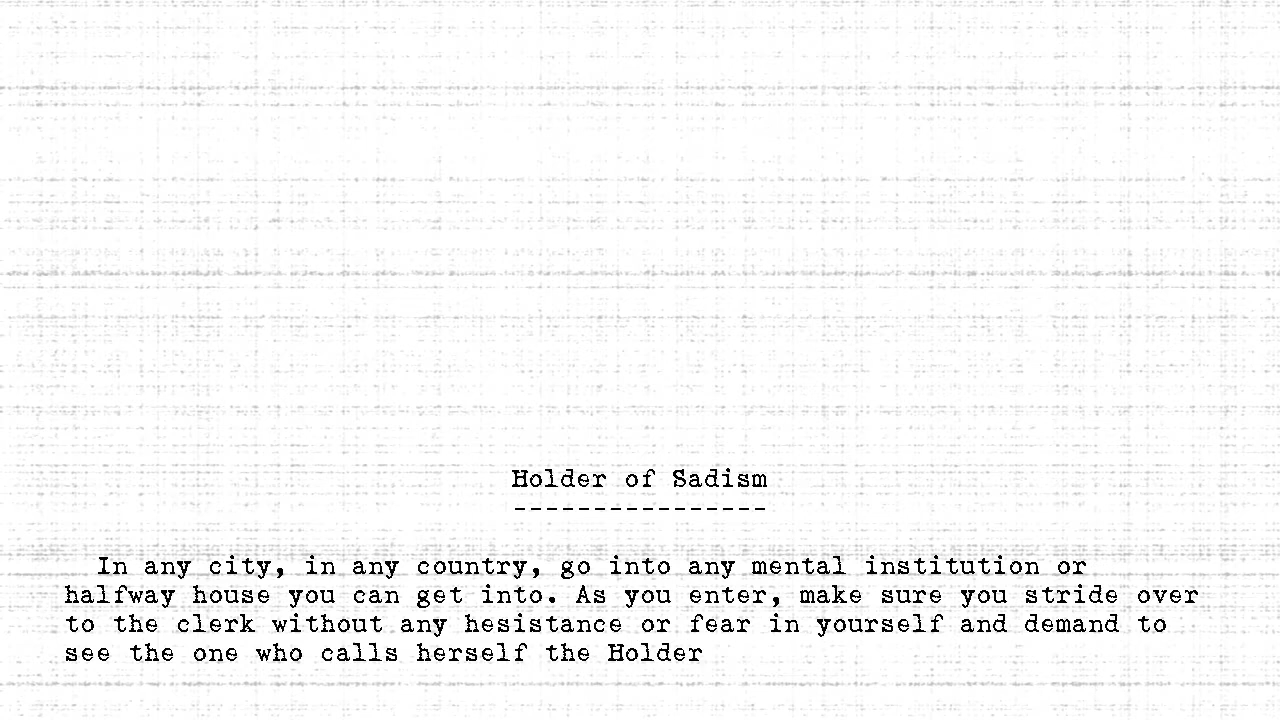 Holder of Sadism
----------------
In any city, in any country, go into any mental institution or
halfway house you can get into. As you enter, make sure you stride over
to the clerk without any hesistance or fear in yourself and demand to
see the one who calls herself the Holder